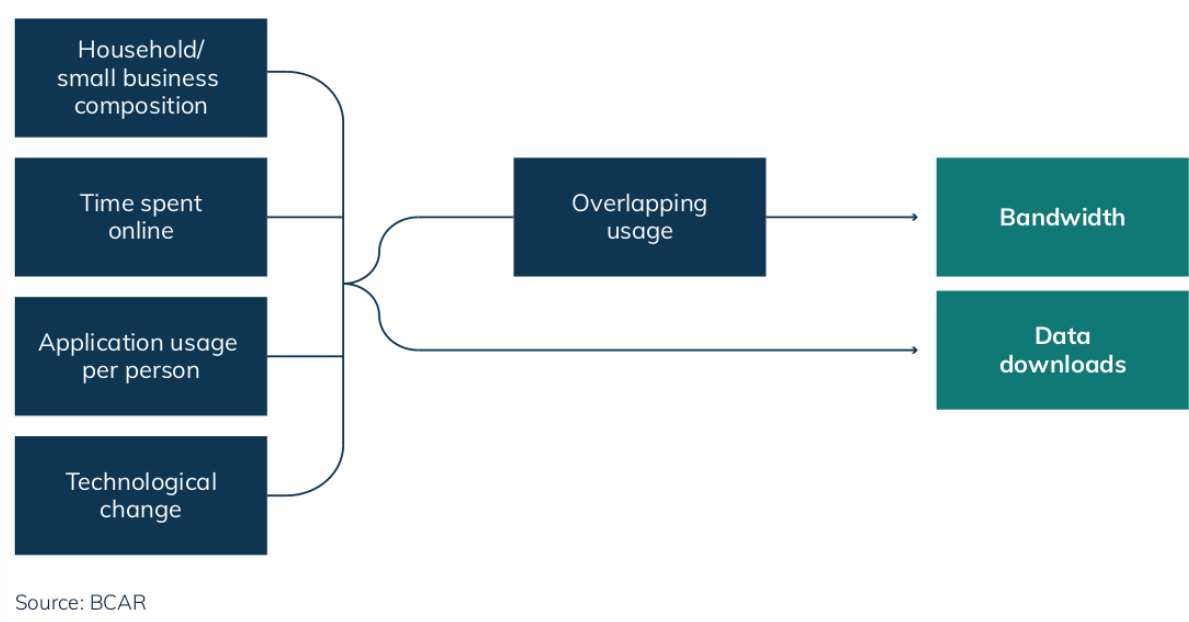 Household/
small business
composition
Time spent
online
Application usage
per person
Technological
change
Overlapping
usage
Bandwidth
Data
downloads
Source: BCAR